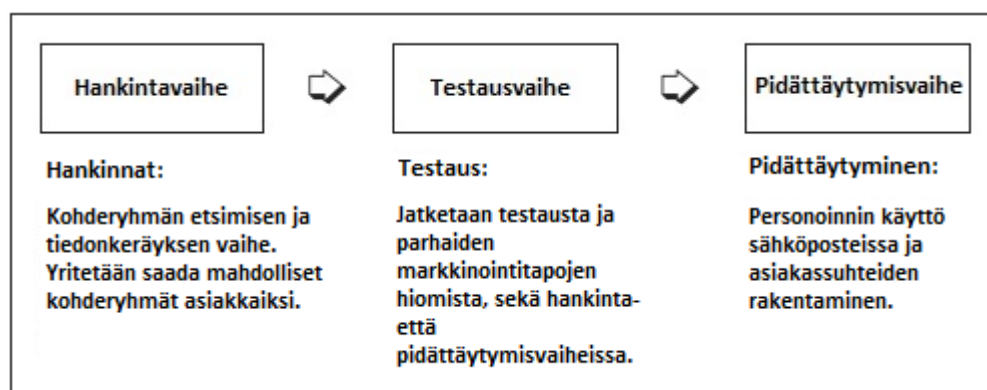 Hankintavaihe
Testausvaihe
Pidättäytymisvaihe
Hankinnat:
Kohderyhmän etsimisen ja
tiedonkeräyksen vaihe.
Yritetään saada mahdolliset
kohderyhmät asiakkaiksi.
Testaus:
Jatketaan testausta ja
parhaiden
markkinointitapojen
hiomista, sekä hankinta-
että
pidättäytymisvaiheissa.
Pidättäytyminen:
Personoinnin käyttö
sähköposteissa ja
asiakassuhteiden
rakentaminen.